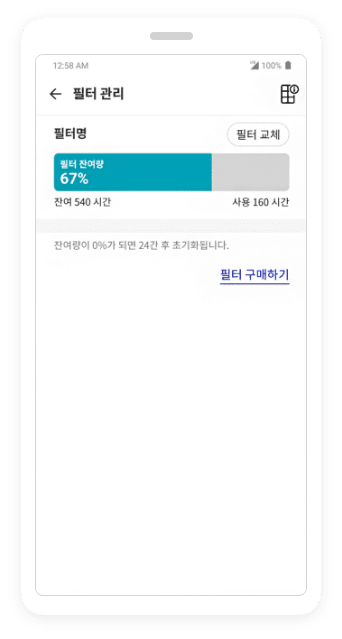 12:58 AM 100%
필터 관리
필터명 필터 교체
필터 잔여량
67%
잔여 540 시간 사용 160 시간
잔여량이 0%가 되면 24간 후 초기화됩니다.
필터 구매하기